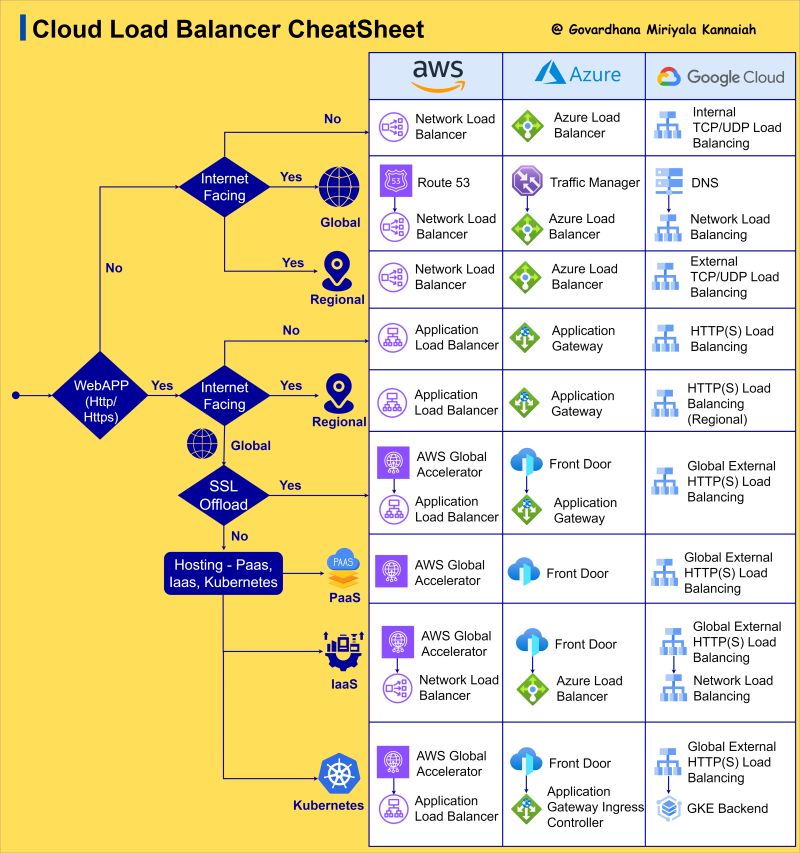 Cloud Load Balancer CheatSheet
@ Govardhana Miriyala Kannaiah
aws
Azure
Google Cloud
No
Network Load
Balancer
Azure Load
Balancer
Internal
TCP/UDP Load
Balancing
Internet
Facing
Yes
Global
Route 53
53
Network Load
Balancer
Traffic Manager
Azure Load
Balancer
DNS
Network Load
Balancing
No
Yes
Regional
Network Load
Balancer
Azure Load
Balancer
External
TCP/UDP Load
Balancing
No
Application
Load Balancer
Application
Gateway
HTTP(S) Load
Balancing
WebAPP
(Http/
Https)
Yes
Internet
Facing
Yes
Regional
Application
Load Balancer
Application
Gateway
HTTP(S) Load
Balancing
(Regional)
Global
SSL
Offload
Yes
AWS Global
Accelerator
Application
Load Balancer
Front Door
Application
Gateway
Global External
HTTP(S) Load
Balancing
No
Hosting - Paas,
Iaas, Kubernetes
PAAS
PaaS
AWS Global
Accelerator
Front Door
Global External
HTTP(S) Load
Balancing
IaaS
AWS Global
Accelerator
Network Load
Balancer
Front Door
Azure Load
Balancer
Global External
HTTP(S) Load
Balancing
Network Load
Balancing
Kubernetes
AWS Global
Accelerator
Application
Load Balancer
Front Door
Application
Gateway Ingress
Controller
Global External
HTTP(S) Load
Balancing
GKE Backend